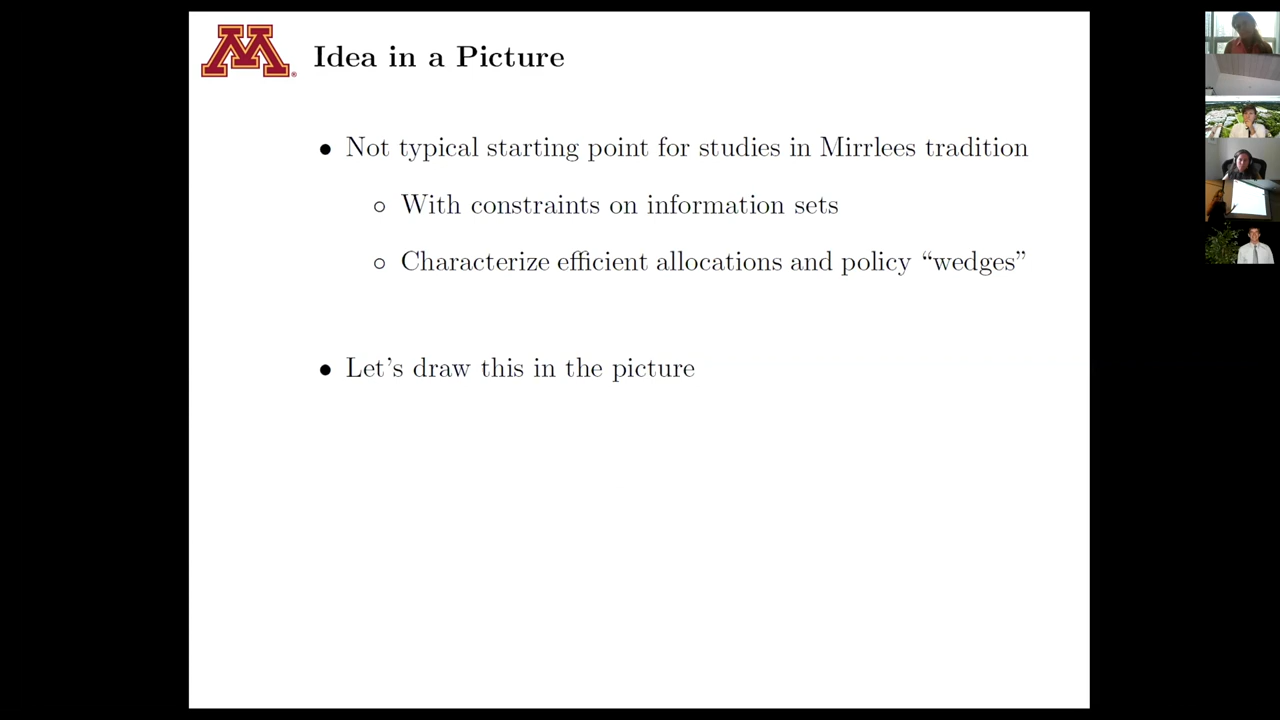 Idea in a Picture
• Not typical starting point for studies in Mirrlees tradition
◦ With constraints on information sets
◦ Characterize efficient allocations and policy “wedges”
• Let’s draw this in the picture